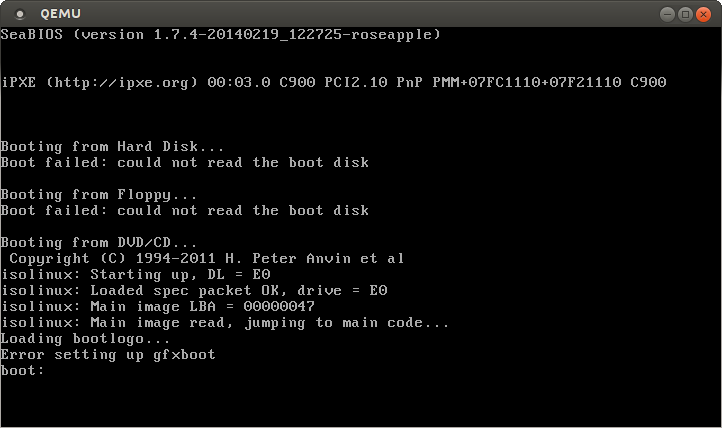 QEMU
SeaBIOS (version 1.7.4-20140219_122725-roseapple)
iPXE (http://ipxe.org) 00:03.0 C900 PCI2.10 PnP PMM+07FC1110+07F21110 C900
Booting from Hard Disk...
Boot failed: could not read the boot disk
Booting from Floppy...
Boot failed: could not read the boot disk
Booting from DVD/CD...
Copyright (C) 1994-2011 H. Peter Anvin et al
isolinux: Starting up, DL = E0
isolinux: Loaded spec packet OK, drive = E0
isolinux: Main image LBA = 00000047
isolinux: Main image read, jumping to main code...
Loading bootlogo...
Error setting up gfxboot
boot: